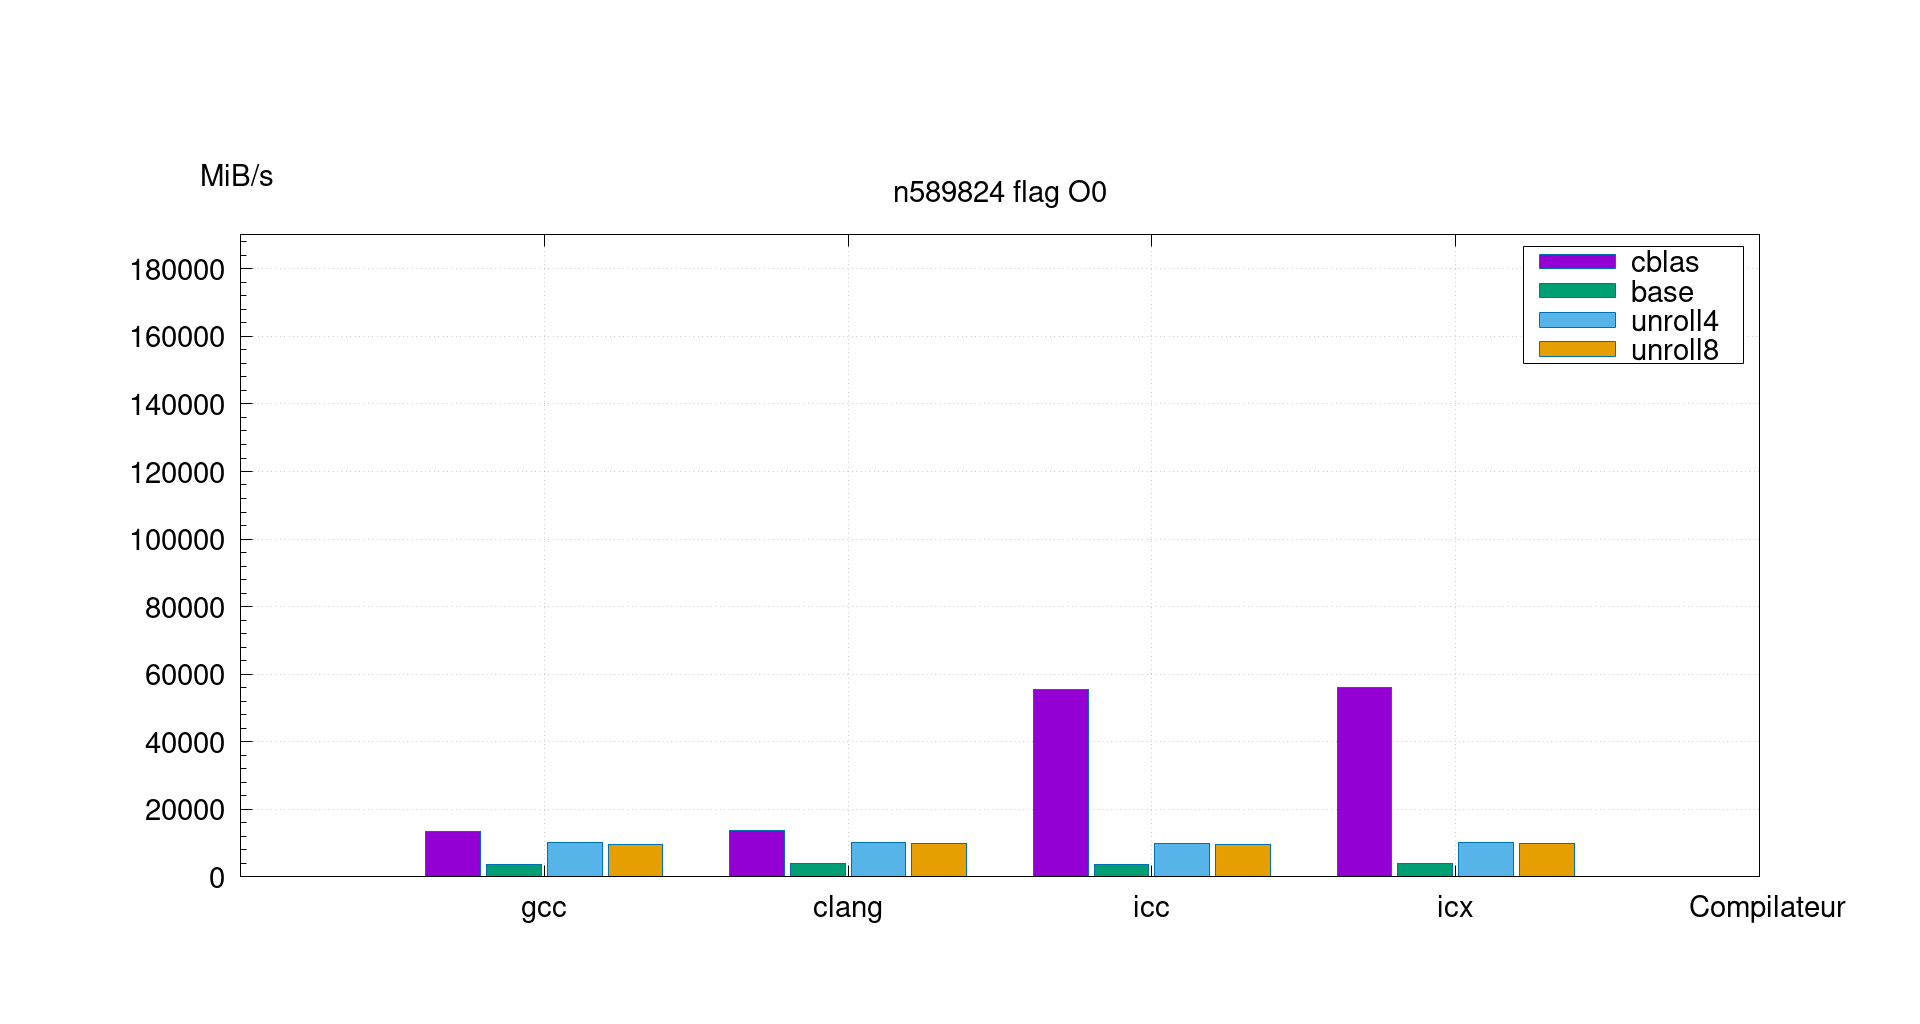 MiB/s
n589824 flag O0
180000
160000
140000
120000
100000
80000
60000
40000
20000
0
cblas
base
unroll4
unroll8
gcc clang icc icx Compilateur